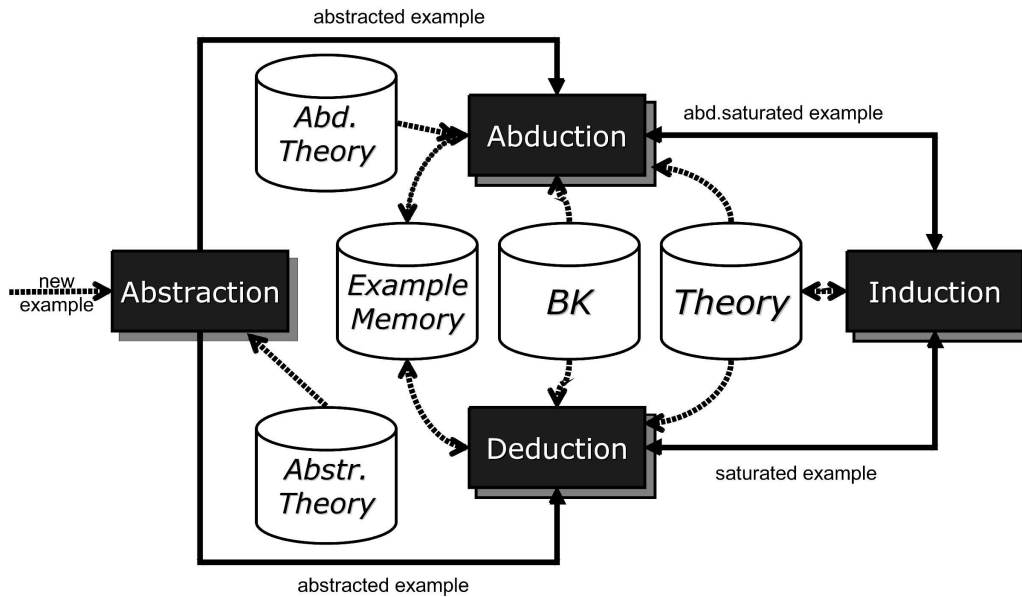 abstracted example
Abd.
Theory
Abduction
abd.saturated example
new
example
Abstraction
Example
Memory
BK
Theory
Induction
Abstr.
Theory
Deduction
saturated example
abstracted example